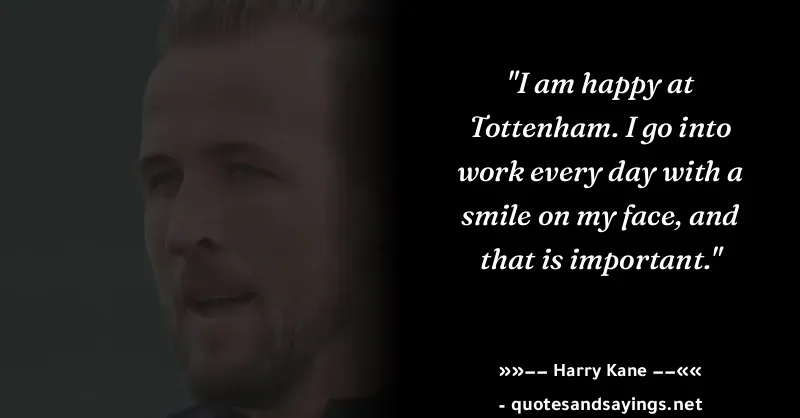 "I am happy at
Tottenham. I go into
work every day with a
smile on my face, and
that is important."
»»–– Harry Kane ––««
- quotesandsayings.net